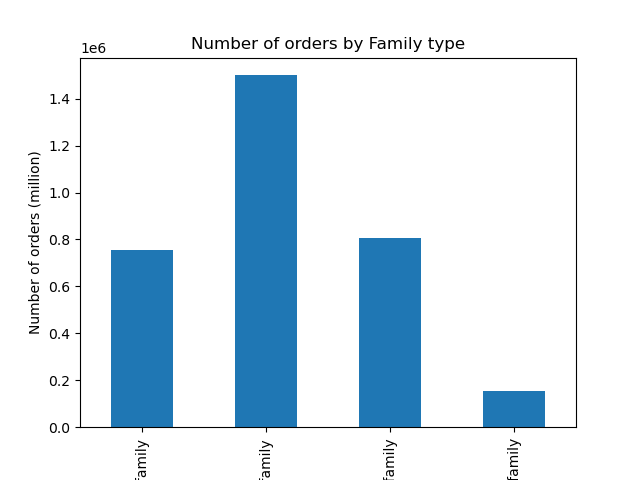 Number of orders by Family type
1e6
1.4
1.2
1.0
0.8
0.6
0.4
0.2
0.0
Number of orders (million)
family
family
family
family